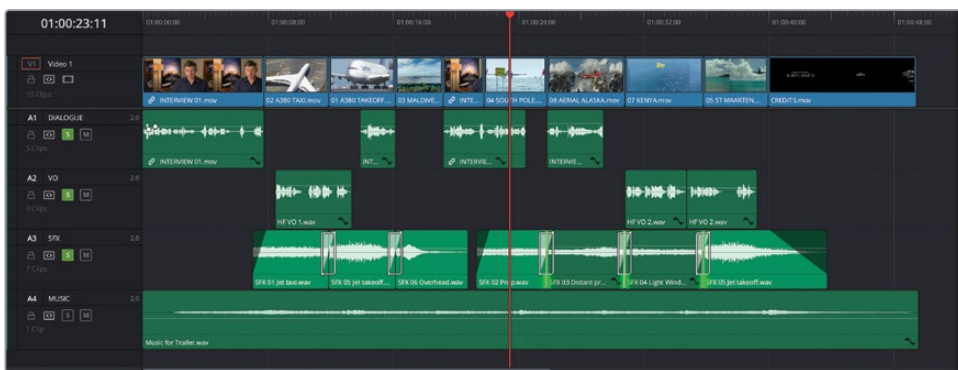 01:00:23:11
01:00:00:00 01:00:08:00 01:00:16:00 01:00:24:00 01:00:32:00 01:00:40:00 01:00:48:00
V1 Video 1
10 Clips
INTERVIEW 01.mov 02 A380 TAXI.mov 01 A380 TAKEOFF.... 03 MALDIVE... INTE... 04 SOUTH POLE.... 08 AERIAL ALASKA.mov 07 KENYA.mov 05 ST MAARTEN.... CREDITS.mov
A1 DIALOGUE 2.0
S M
5 Clips
INTERVIEW 01.mov INT... INTERVIE... INTERVIE...
A2 VO 2.0
S M
3 Clips
HF VO 1.wav HF VO 2.wav HF VO 2.wav
A3 SFX 2.0
S M
7 Clips
SFX 01 Jet taxi.wav SFX 05 Jet takeoff.... SFX 06 Overhead.wav SFX 02 Prop.wav SFX 03 Distant pr... SFX 04 Light Wind... SFX 05 Jet takeoff.wav
A4 MUSIC 2.0
S M
1 Clip
Music for Trailer.wav